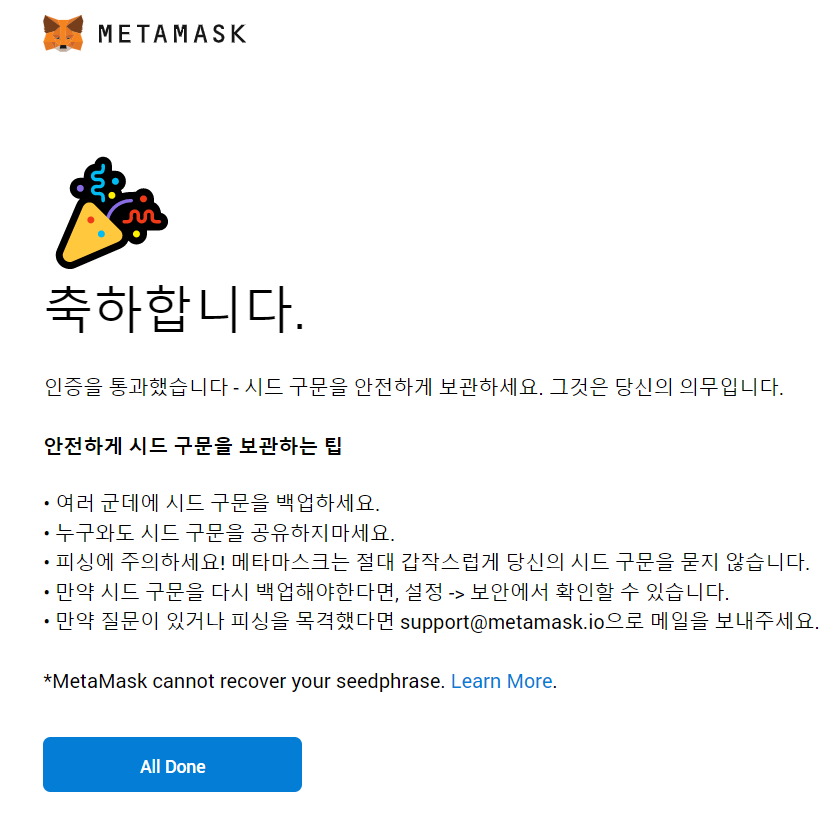 METAMASK
축하합니다.
인증을 통과했습니다 - 시드 구문을 안전하게 보관하세요. 그것은 당신의 의무입니다.
안전하게 시드 구문을 보관하는 팁
• 여러 군데에 시드 구문을 백업하세요.
• 누구와도 시드 구문을 공유하지마세요.
• 피싱에 주의하세요! 메타마스크는 절대 갑작스럽게 당신의 시드 구문을 묻지 않습니다.
• 만약 시드 구문을 다시 백업해야한다면, 설정 -> 보안에서 확인할 수 있습니다.
• 만약 질문이 있거나 피싱을 목격했다면 support@metamask.io으로 메일을 보내주세요.
*MetaMask cannot recover your seedphrase. Learn More.
All Done